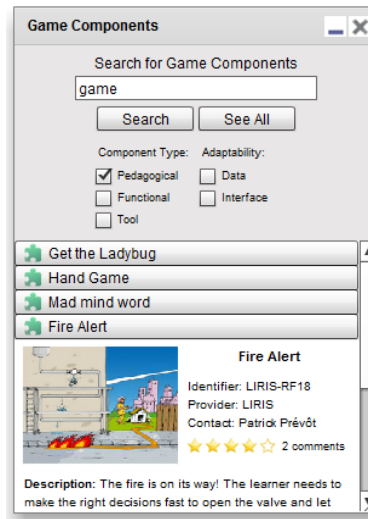 Game Components
Search for Game Components
game
Search See All
Component Type: Adaptability:
Pedagogical Data
Functional Interface
Tool
Get the Ladybug
Hand Game
Mad mind word
Fire Alert
Fire Alert
Identifier: LIRIS-RF18
Provider: LIRIS
Contact: Patrick Prévôt
2 comments
Description: The fire is on its way! The learner needs to
make the right decisions fast to open the valve and let